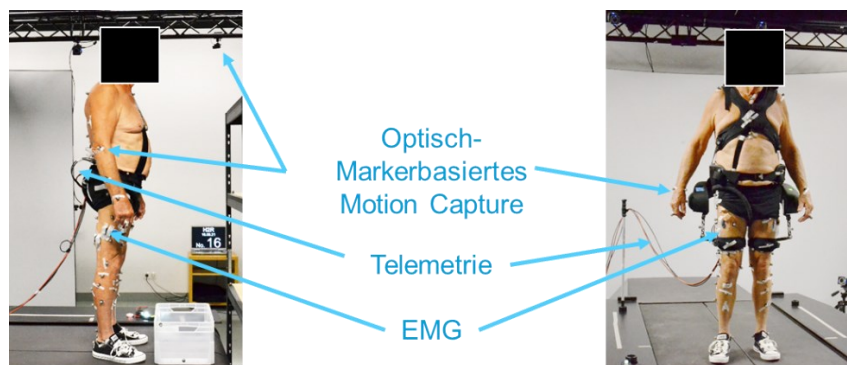 Optisch-
Markerbasiertes
Motion Capture
Telemetrie
EMG
No. 16